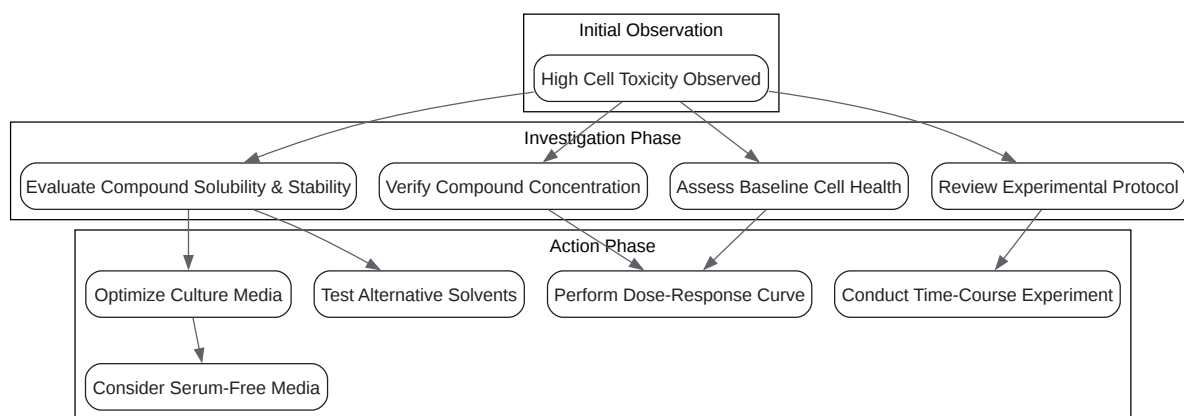 Initial Observation
High Cell Toxicity Observed
Investigation Phase
Evaluate Compound Solubility & Stability
Verify Compound Concentration
Assess Baseline Cell Health
Review Experimental Protocol
Action Phase
Optimize Culture Media
Test Alternative Solvents
Perform Dose-Response Curve
Conduct Time-Course Experiment
Consider Serum-Free Media